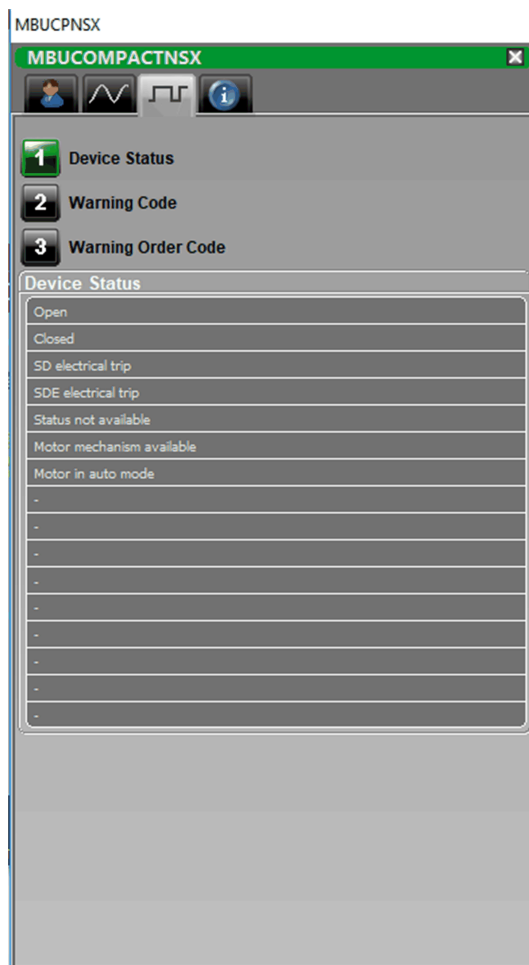 MBUCPNSX
MBUCOMPACTNSX
1 Device Status
2 Warning Code
3 Warning Order Code
Device Status
Open
Closed
SD electrical trip
SDE electrical trip
Status not available
Motor mechanism available
Motor in auto mode
-
-
-
-
-
-
-
-
-